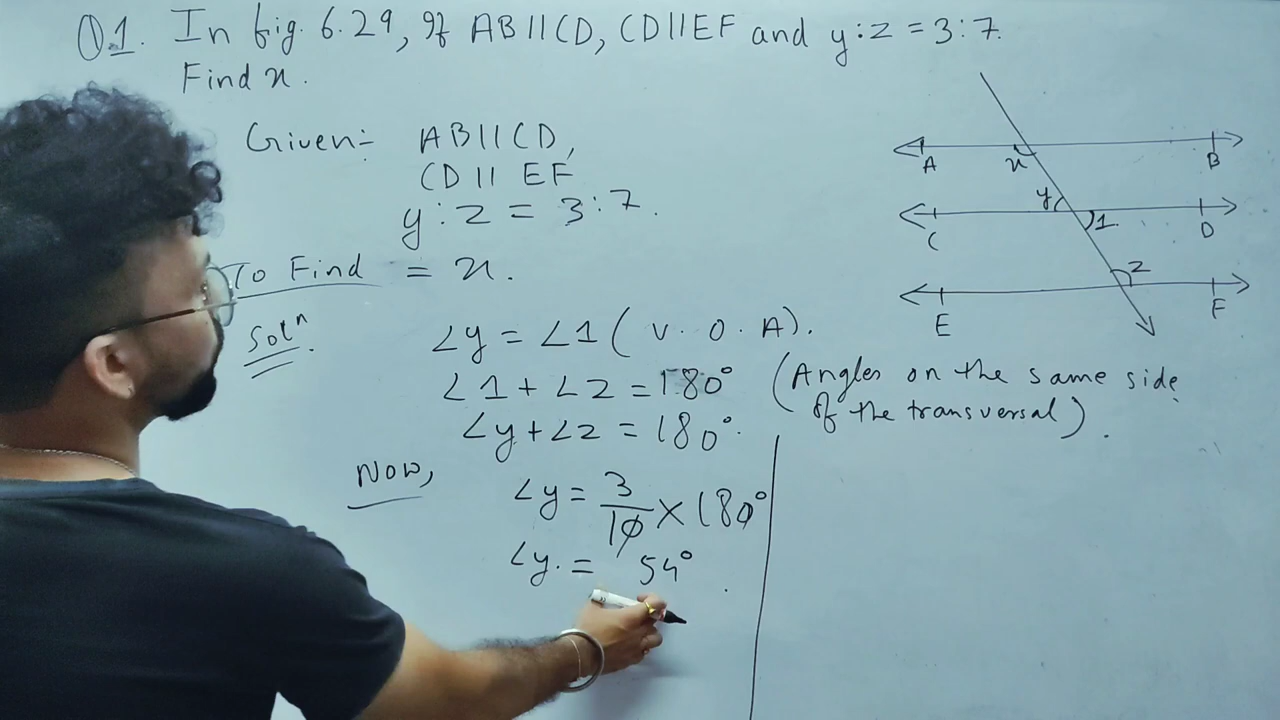 Q.1. In fig. 6.29, If AB||CD, CD||EF and y:z = 3:7.
Find x.
Given:- AB||CD,
CD||EF
y:z = 3:7.
To Find = x.
Solⁿ.
∠y = ∠1 (V.O.A).
∠1 + ∠2 = 180° (Angles on the same side
of the transversal).
∠y + ∠2 = 180°.
Now,
∠y = 3/10 × 180°
∠y. = 54°
A x B
y
C 1 D
z
E F